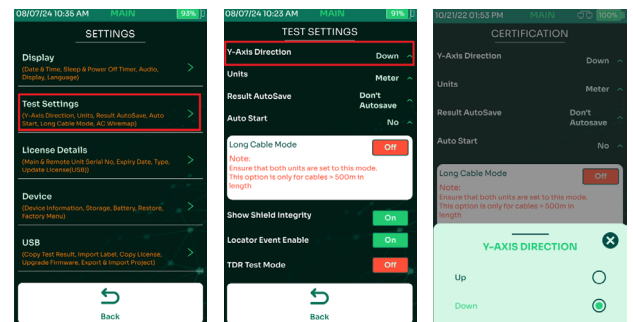 08/07/24 10:35 AM MAIN 93%
SETTINGS
Display
(Date & Time, Sleep & Power Off Timer, Audio,
Display, Language)
Test Settings
(Y-Axis Direction, Units, Result AutoSave, Auto
Start, Long Cable Mode, AC Wiremap)
License Details
(Main & Remote Unit Serial No, Expiry Date, Type,
Update License(USB))
Device
(Device Information, Storage, Battery, Restore,
Factory Menu)
USB
(Copy Test Result, Import Label, Copy License,
Upgrade Firmware, Export & Import Project)
Back
08/07/24 10:23 AM MAIN 91%
TEST SETTINGS
Y-Axis Direction
Down
Units
Meter
Result AutoSave
Don't
Autosave
Auto Start
No
Long Cable Mode
Off
Note:
Ensure that both units are set to this mode.
This option is only for cables > 500m in
length
Show Shield Integrity
On
Locator Event Enable
On
TDR Test Mode
Off
Back
10/21/22 01:53 PM MAIN 100%
CERTIFICATION
Y-Axis Direction
Down
Units
Meter
Result AutoSave
Don't
Autosave
Auto Start
No
Long Cable Mode
Off
Note:
Ensure that both units are set to this mode.
This option is only for cables > 500m in
length
Y-AXIS DIRECTION
Up
Down